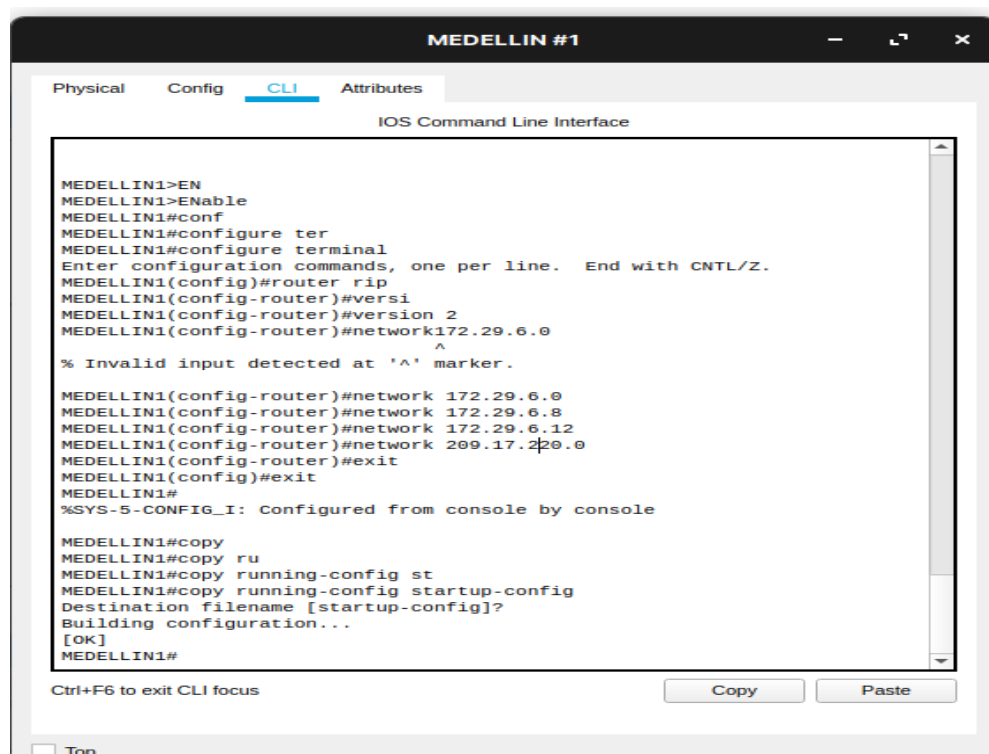 MEDELLIN #1
Physical Config CLI Attributes
IOS Command Line Interface
MEDELLIN1>EN
MEDELLIN1>ENable
MEDELLIN1#conf
MEDELLIN1#configure ter
MEDELLIN1#configure terminal
Enter configuration commands, one per line.  End with CNTL/Z.
MEDELLIN1(config)#router rip
MEDELLIN1(config-router)#versi
MEDELLIN1(config-router)#version 2
MEDELLIN1(config-router)#network172.29.6.0
^
% Invalid input detected at '^' marker.
MEDELLIN1(config-router)#network 172.29.6.0
MEDELLIN1(config-router)#network 172.29.6.8
MEDELLIN1(config-router)#network 172.29.6.12
MEDELLIN1(config-router)#network 209.17.220.0
MEDELLIN1(config-router)#exit
MEDELLIN1(config)#exit
MEDELLIN1#
%SYS-5-CONFIG_I: Configured from console by console
MEDELLIN1#copy
MEDELLIN1#copy ru
MEDELLIN1#copy running-config st
MEDELLIN1#copy running-config startup-config
Destination filename [startup-config]?
Building configuration...
[OK]
MEDELLIN1#
Ctrl+F6 to exit CLI focus
Copy Paste
Top